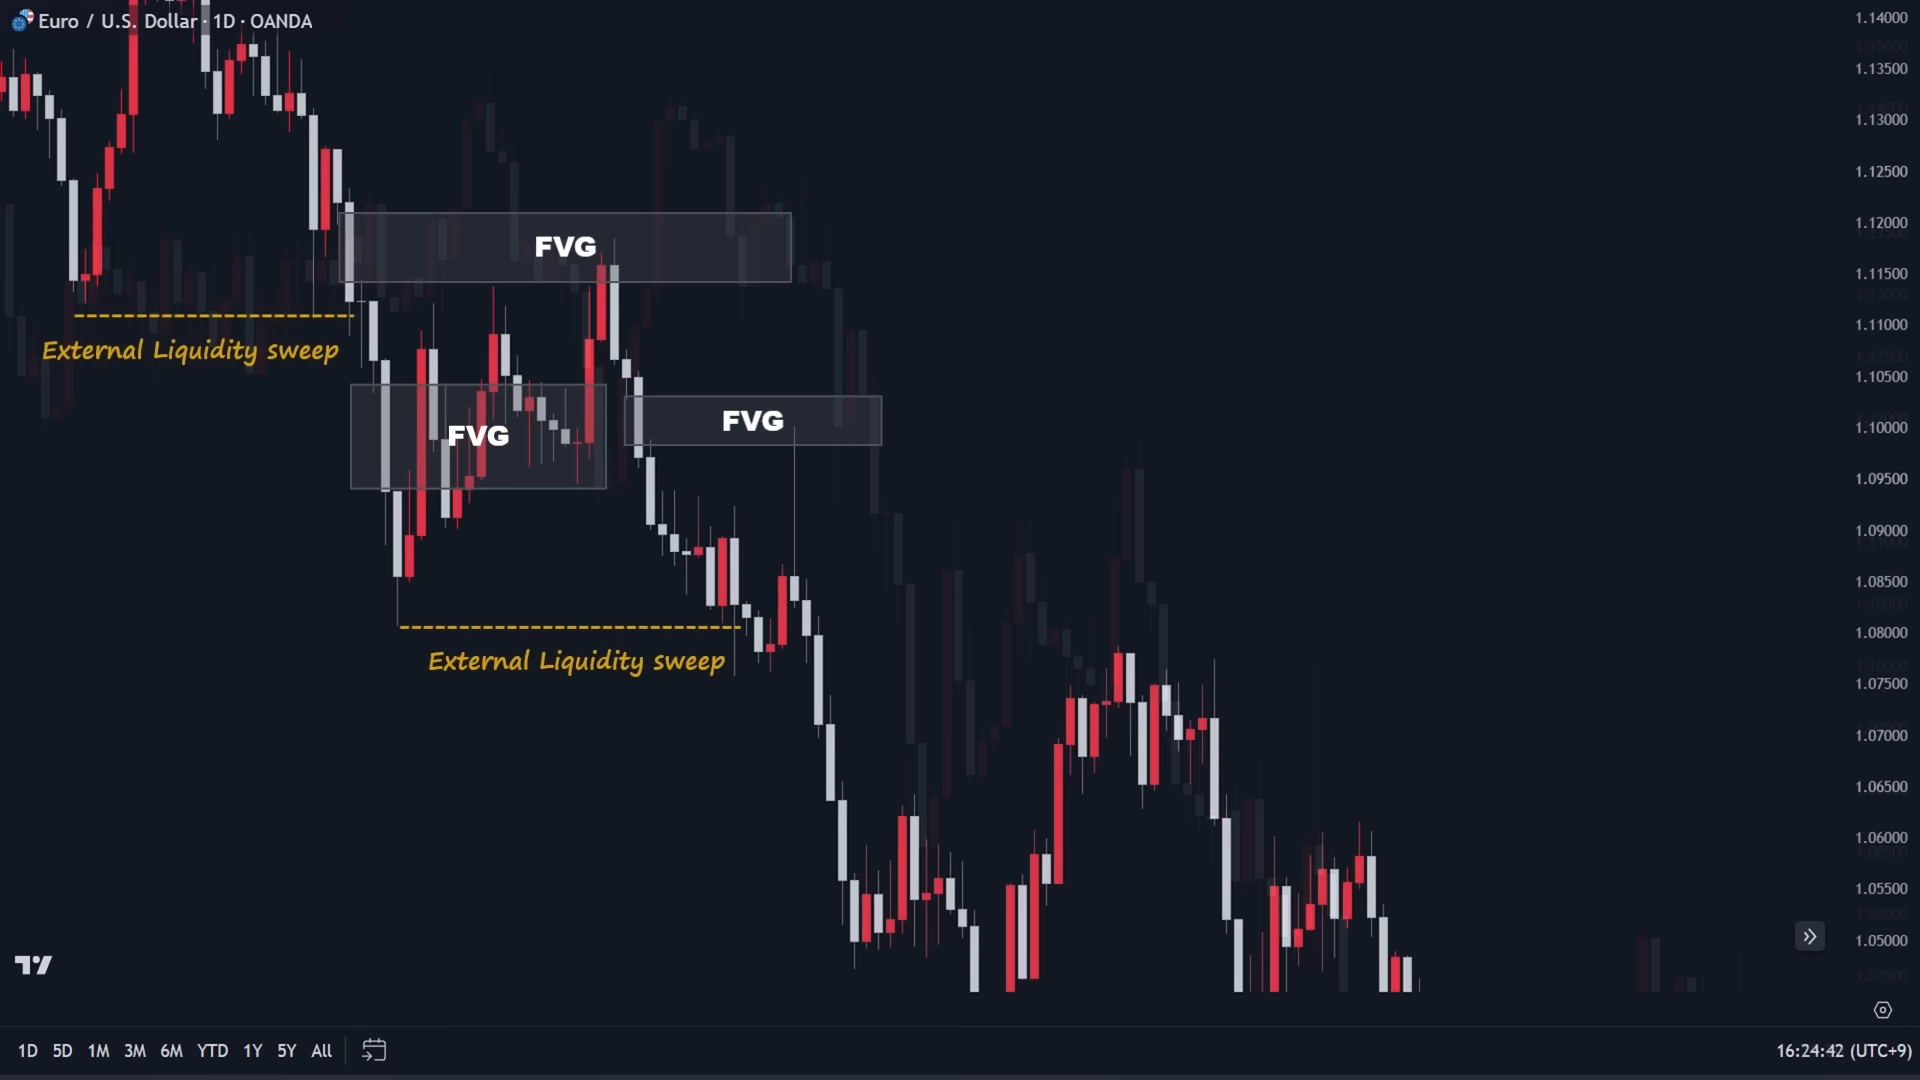 Euro / U.S. Dollar · 1D · OANDA
1.14000
1.13500
1.13000
1.12500
1.12000
FVG
1.11500
External Liquidity sweep
1.11000
1.10500
FVG
FVG
1.10000
1.09500
1.09000
1.08500
External Liquidity sweep
1.08000
1.07500
1.07000
1.06500
1.06000
1.05500
1.05000
1D 5D 1M 3M 6M YTD 1Y 5Y All
16:24:42 (UTC+9)